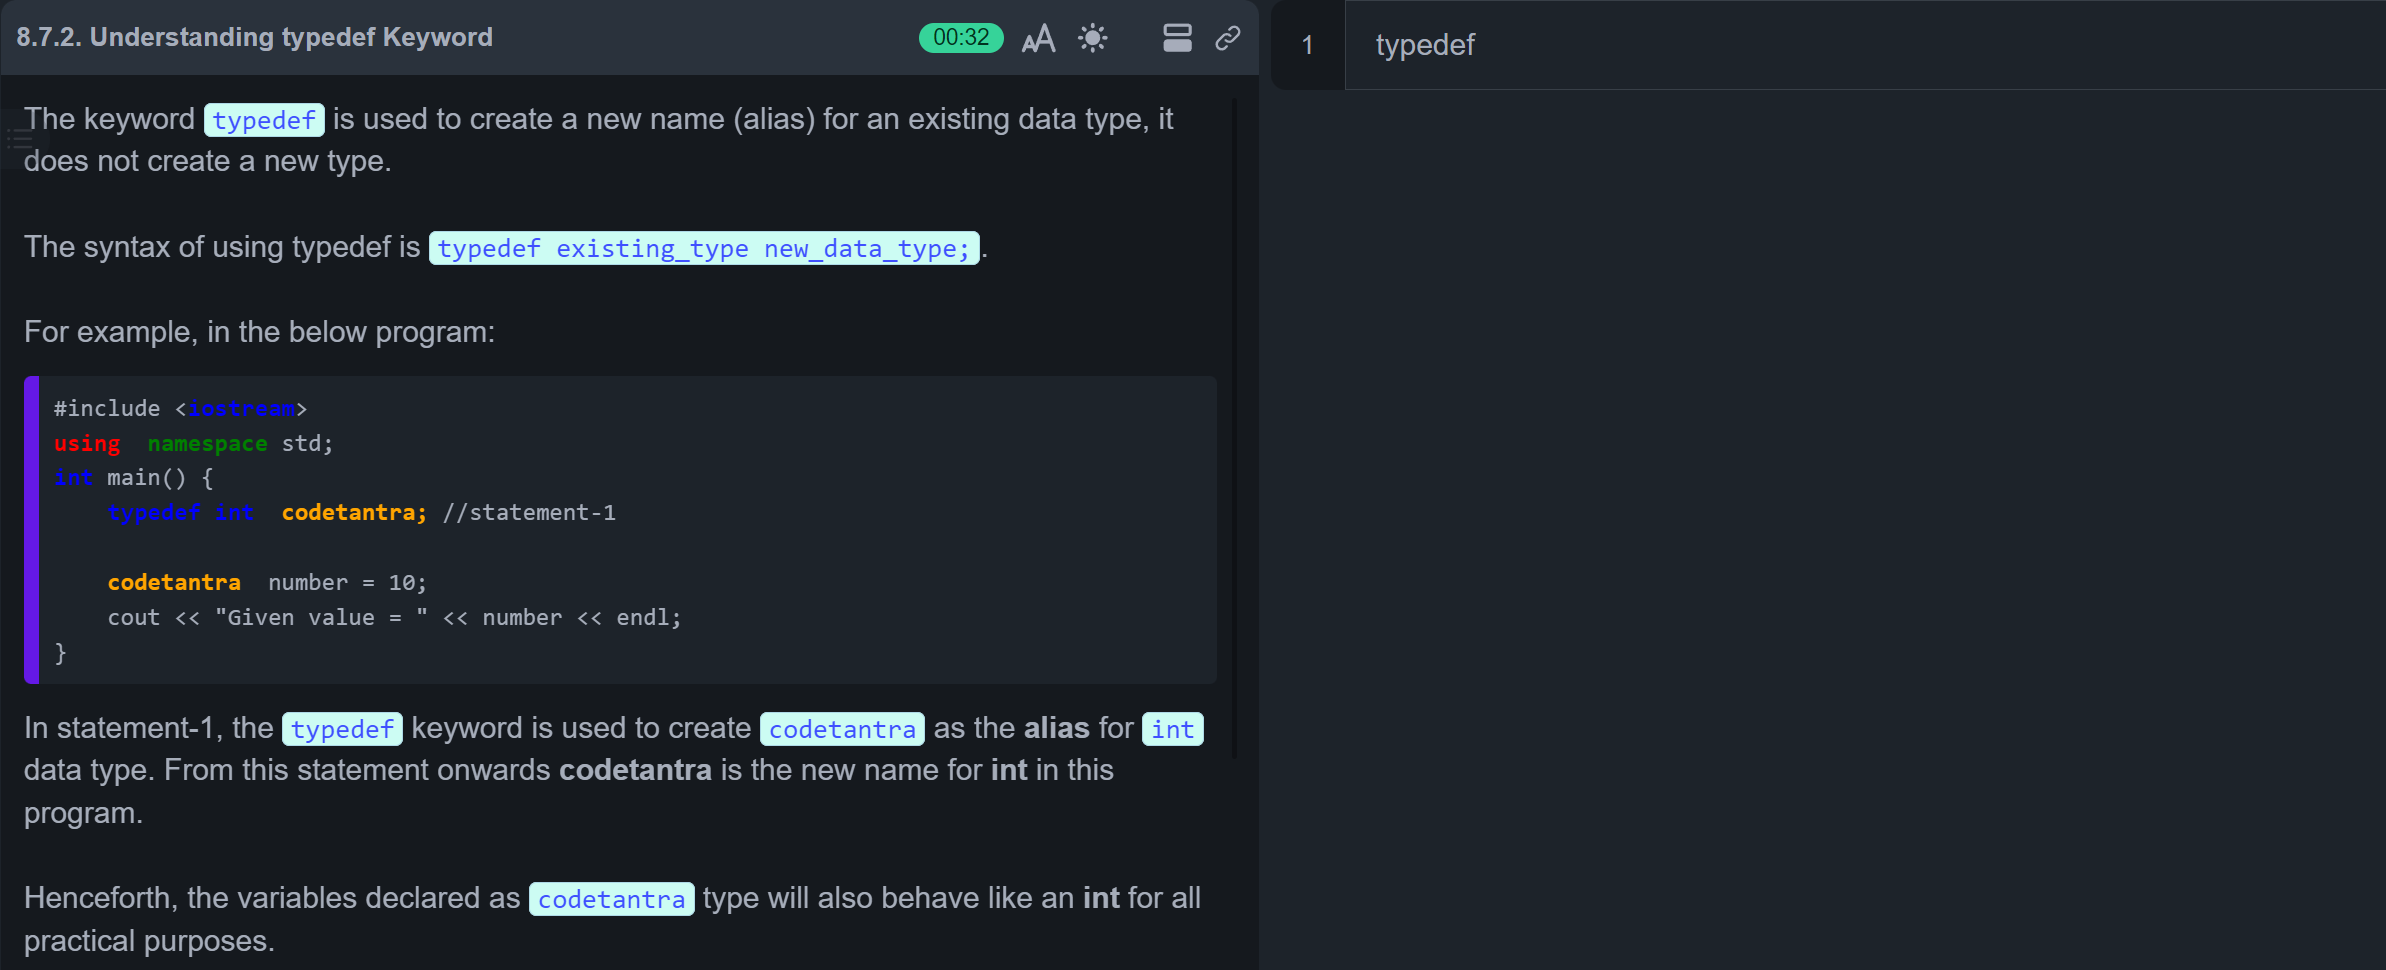 8.7.2. Understanding typedef Keyword
00:32
The keyword typedef is used to create a new name (alias) for an existing data type, it
does not create a new type.
The syntax of using typedef is typedef existing_type new_data_type;.
For example, in the below program:
#include <iostream>
using  namespace std;
int main() {
    typedef int  codetantra; //statement-1
    codetantra  number = 10;
    cout << "Given value = " << number << endl;
}
In statement-1, the typedef keyword is used to create codetantra as the alias for int
data type. From this statement onwards codetantra is the new name for int in this
program.
Henceforth, the variables declared as codetantra type will also behave like an int for all
practical purposes.
1 typedef